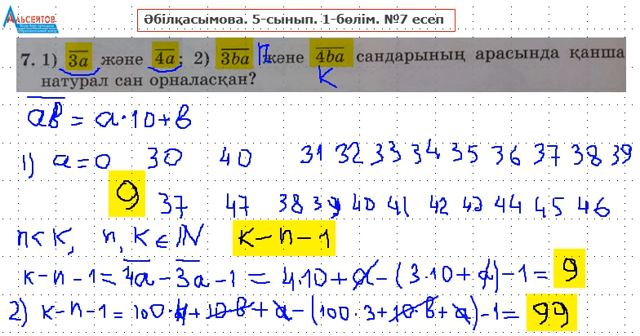 Әбілқасымова. 5-сынып. 1-бөлім. №7 есеп
7. 1) 3a және 4a; 2) 3ba n және 4ba сандарының арасында қанша
натурал сан орналасқан?
K
ab = a·10+b
1) a=0 30 40 31 32 33 34 35 36 37 38 39
9 37 47 38 39 40 41 42 43 44 45 46
n<K, n, K∈ℕ K-n-1
K-n-1=4a-3a-1=4·10+a-(3·10+a)-1=9
2) K-n-1=100·4+10·b+a-(100·3+10·b+a)-1=99